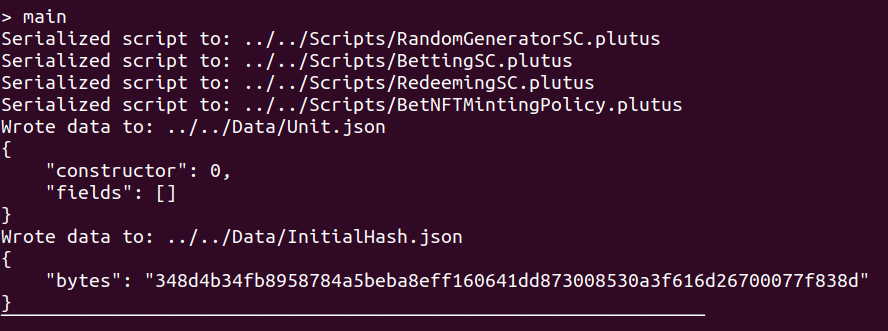 > main
Serialized script to: ../../Scripts/RandomGeneratorSC.plutus
Serialized script to: ../../Scripts/BettingSC.plutus
Serialized script to: ../../Scripts/RedeemingSC.plutus
Serialized script to: ../../Scripts/BetNFTMintingPolicy.plutus
Wrote data to: ../../Data/Unit.json
{
    "constructor": 0,
    "fields": []
}
Wrote data to: ../../Data/InitialHash.json
{
    "bytes": "348d4b34fb8958784a5beba8eff160641dd873008530a3f616d26700077f838d"
}